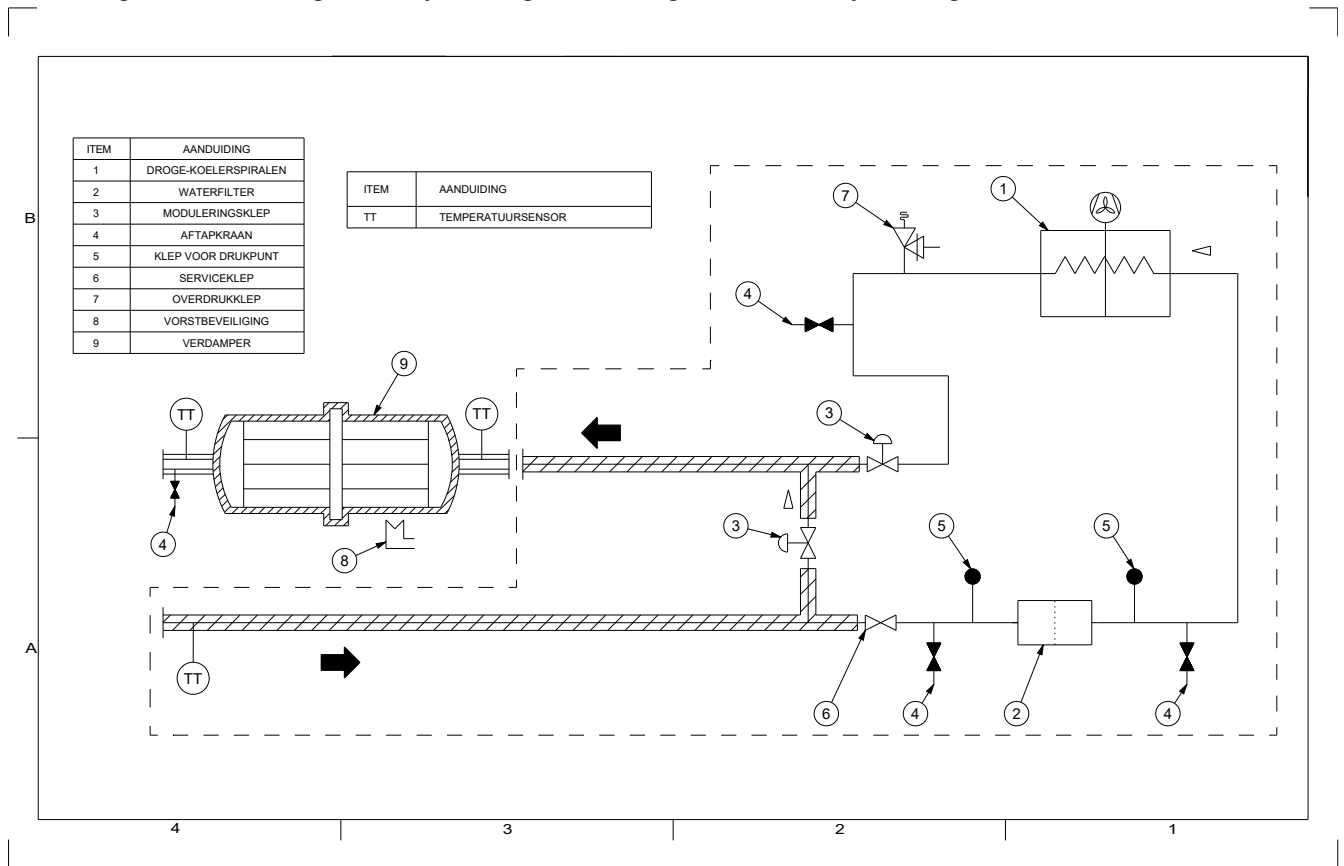 ITEM AANDUIDING
1 DROGE-KOELERSPIRALEN
2 WATERFILTER
3 MODULERINGSKLEP
4 AFTAPKRAAN
5 KLEP VOOR DRUKPUNT
6 SERVICEKLEP
7 OVERDRUKKLEP
8 VORSTBEVEILIGING
9 VERDAMPER
ITEM AANDUIDING
TT TEMPERATUURSENSOR
B
7
1
4
9
TT
TT
3
4
8
3
5
5
A
TT
6
4
2
4
4
3
2
1